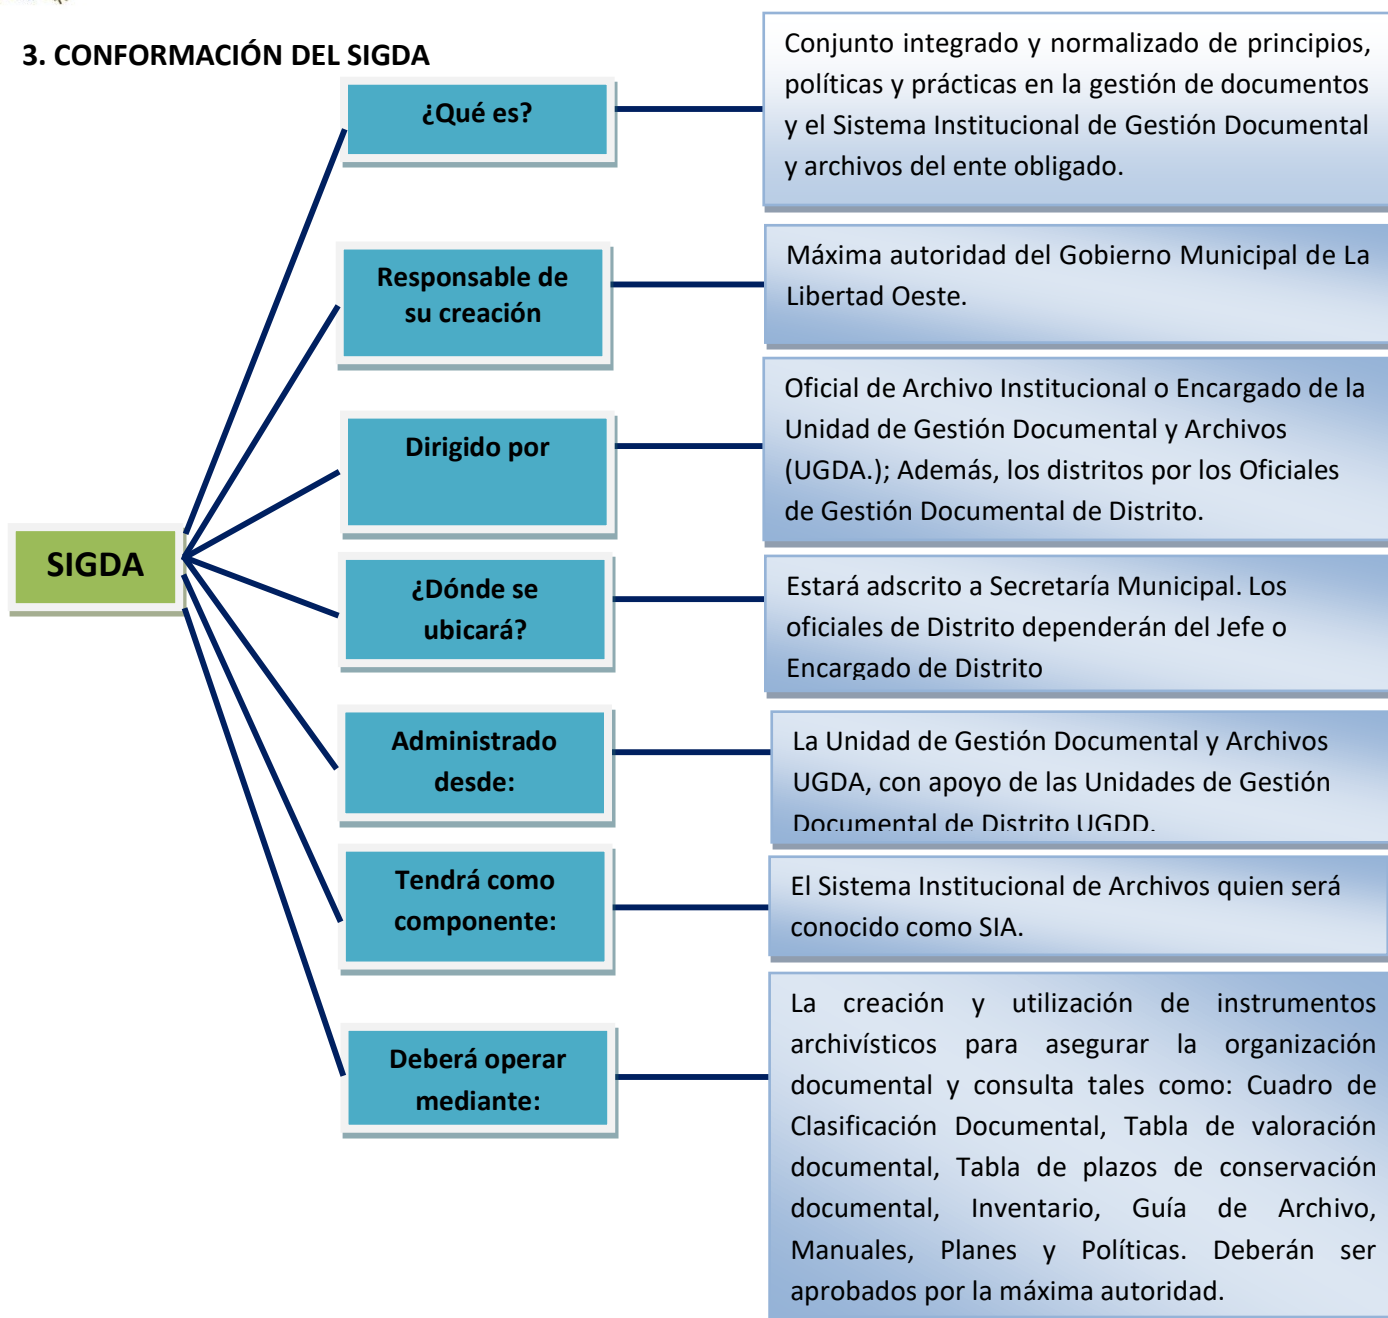 3. CONFORMACIÓN DEL SIGDA
¿Qué es?
Conjunto integrado y normalizado de principios,
políticas y prácticas en la gestión de documentos
y el Sistema Institucional de Gestión Documental
y archivos del ente obligado.
Responsable de
su creación
Máxima autoridad del Gobierno Municipal de La
Libertad Oeste.
Dirigido por
Oficial de Archivo Institucional o Encargado de la
Unidad de Gestión Documental y Archivos
(UGDA.); Además, los distritos por los Oficiales
de Gestión Documental de Distrito.
SIGDA
¿Dónde se
ubicará?
Estará adscrito a Secretaría Municipal. Los
oficiales de Distrito dependerán del Jefe o
Encargado de Distrito
Administrado
desde:
La Unidad de Gestión Documental y Archivos
UGDA, con apoyo de las Unidades de Gestión
Documental de Distrito UGDD.
Tendrá como
componente:
El Sistema Institucional de Archivos quien será
conocido como SIA.
Deberá operar
mediante:
La creación y utilización de instrumentos
archivísticos para asegurar la organización
documental y consulta tales como: Cuadro de
Clasificación Documental, Tabla de valoración
documental, Tabla de plazos de conservación
documental, Inventario, Guía de Archivo,
Manuales, Planes y Políticas. Deberán ser
aprobados por la máxima autoridad.